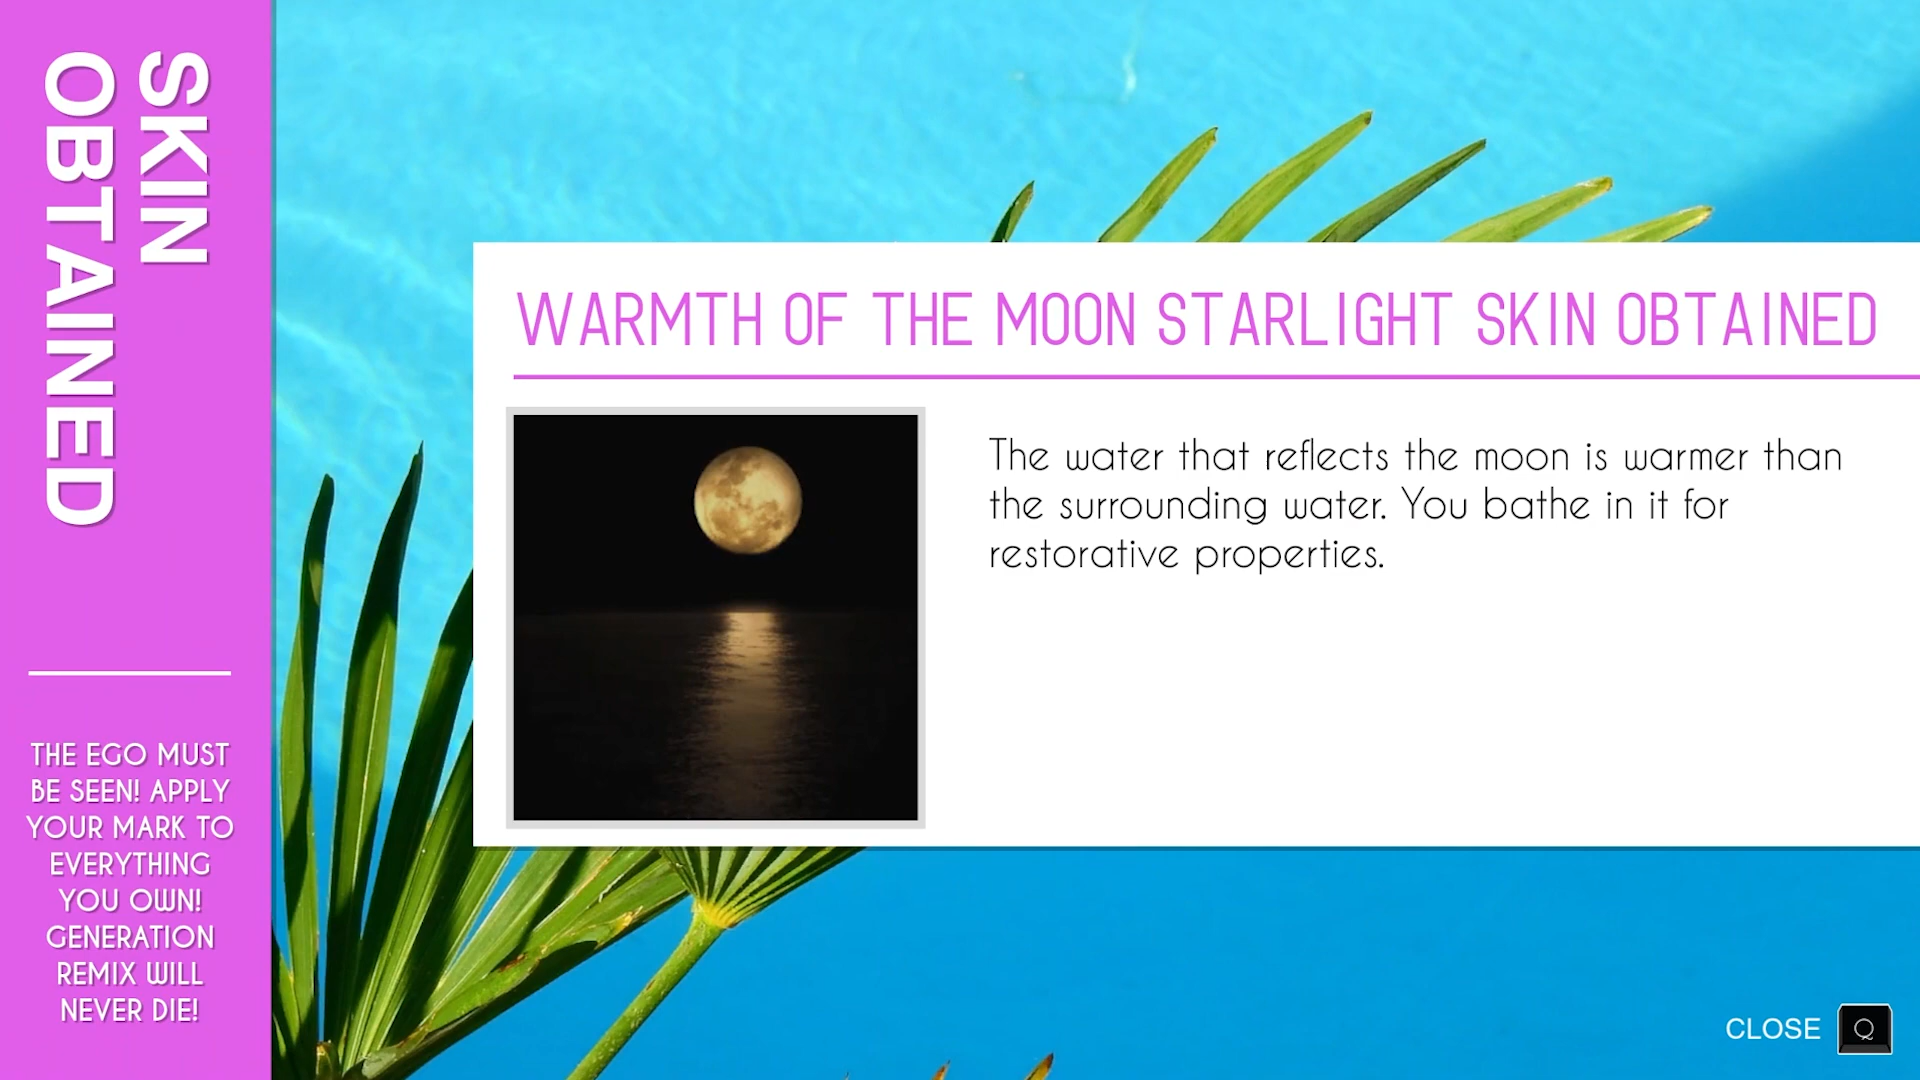 SKIN
OBTAINED
THE EGO MUST
BE SEEN! APPLY
YOUR MARK TO
EVERYTHING
YOU OWN!
GENERATION
REMIX WILL
NEVER DIE!
WARMTH OF THE MOON STARLIGHT SKIN OBTAINED
The water that reflects the moon is warmer than
the surrounding water. You bathe in it for
restorative properties.
CLOSE Q